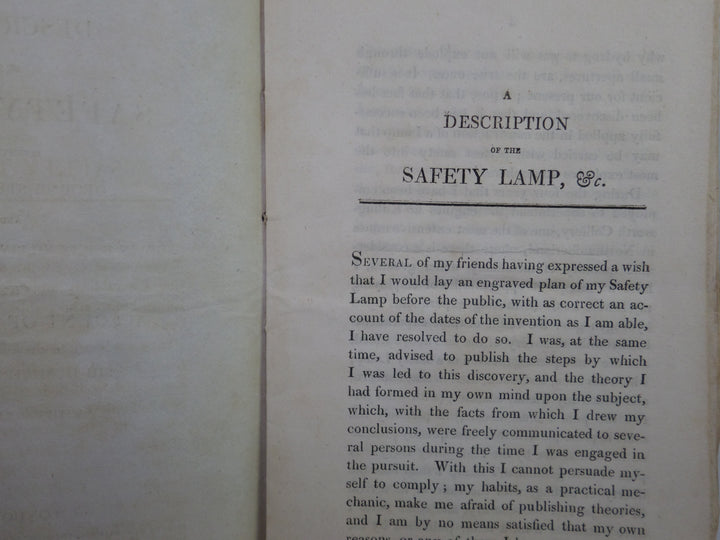 A
DESCRIPTION
OF THE
SAFETY LAMP, &c.
SEVERAL of my friends having expressed a wish
that I would lay an engraved plan of my Safety
Lamp before the public, with as correct an ac-
count of the dates of the invention as I am able,
I have resolved to do so. I was, at the same
time, advised to publish the steps by which
I was led to this discovery, and the theory I
had formed in my own mind upon the subject,
which, with the facts from which I drew my
conclusions, were freely communicated to seve-
ral persons during the time I was engaged in
the pursuit. With this I cannot persuade my-
self to comply; my habits, as a practical me-
chanic, make me afraid of publishing theories,
and I am by no means satisfied that my own